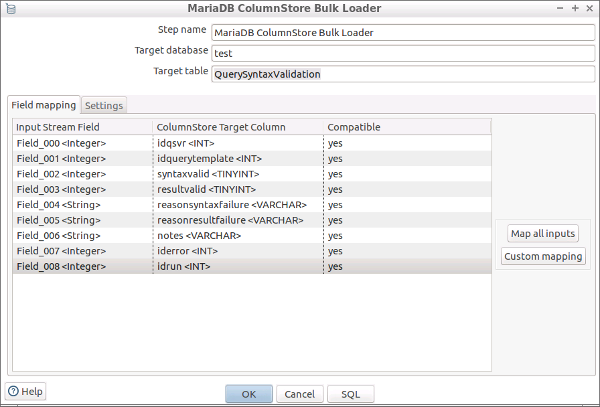 MariaDB ColumnStore Bulk Loader
Step name MariaDB ColumnStore Bulk Loader
Target database test
Target table QuerySyntaxValidation
Field mapping Settings
Input Stream Field ColumnStore Target Column Compatible
Field_000 <Integer> idqsvr <INT> yes
Field_001 <Integer> idquerytemplate <INT> yes
Field_002 <Integer> syntaxvalid <TINYINT> yes
Field_003 <Integer> resultvalid <TINYINT> yes
Field_004 <String> reasonsyntaxfailure <VARCHAR> yes
Field_005 <String> reasonresultfailure <VARCHAR> yes
Field_006 <String> notes <VARCHAR> yes
Field_007 <Integer> iderror <INT> yes
Field_008 <Integer> idrun <INT> yes
Map all inputs
Custom mapping
Help OK Cancel SQL